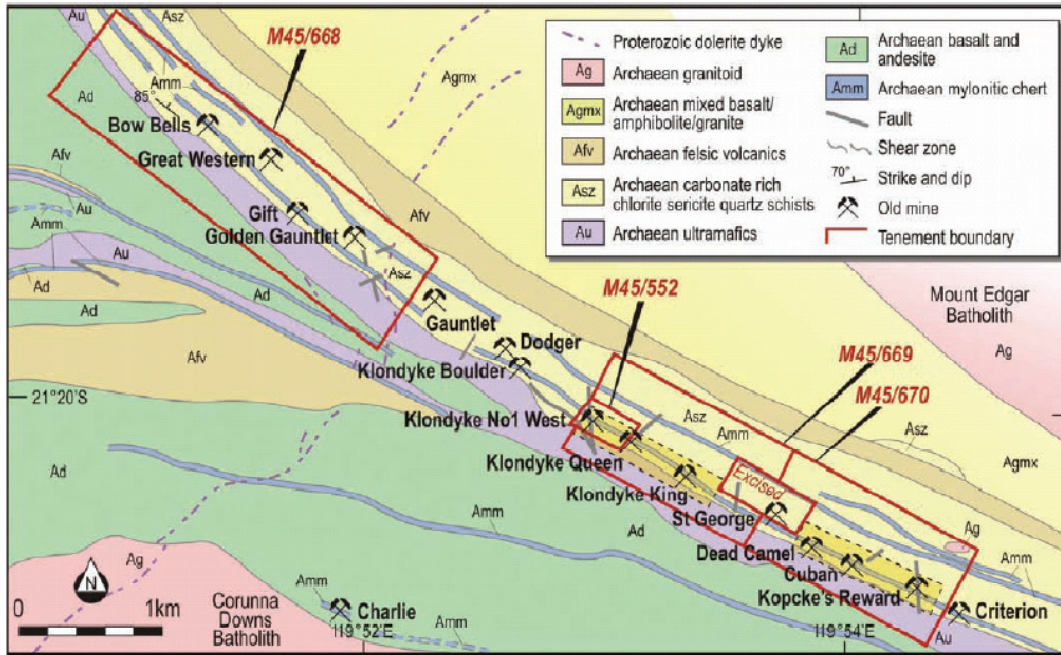 Au
Asz
M45/668
Amm
Ad
85°
Bow Bells
Great Western
Agmx
Afv
Gift
Golden Gauntlet
Afv
Au
Amm
Au
Ad
Ad
Ad
Asz
Gauntlet
Dodger
Klondyke Boulder
M45/552
M45/669
M45/670
Mount Edgar
Batholith
Ag
Afv
21°20'S
Klondyke No1 West
Asz
Amm
Asz
Klondyke Queen
Agmx
Klondyke King
Excised
St George
Ad
Amm
Ad
Dead Camel
Ag
Cuban
Amm
Kopcke's Reward
Criterion
Au
Ag
N
0 1km
Corunna
Downs
Batholith
Amm
Charlie
Amm
119°52'E
119°54'E
Proterozoic dolerite dyke
Ag Archaean granitoid
Agmx Archaean mixed basalt/
amphibolite/granite
Afv Archaean felsic volcanics
Asz Archaean carbonate rich
chlorite sericite quartz schists
Au Archaean ultramafics
Ad Archaean basalt and
andesite
Amm Archaean mylonitic chert
Fault
Shear zone
70° Strike and dip
Old mine
Tenement boundary